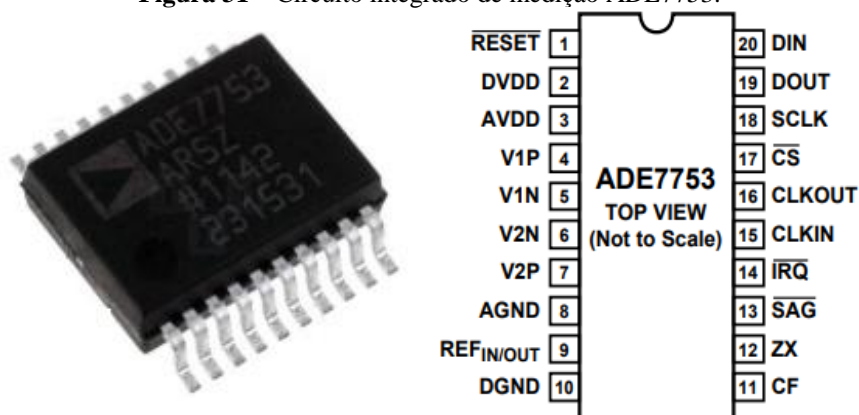 Figura 31 – Circuito integrado de medição ADE7753.
ADE7753
ARSZ
#1142
231531
RESET 1
DVDD 2
AVDD 3
V1P 4
V1N 5
V2N 6
V2P 7
AGND 8
REFIN/OUT 9
DGND 10
ADE7753
TOP VIEW
(Not to Scale)
20 DIN
19 DOUT
18 SCLK
17 CS
16 CLKOUT
15 CLKIN
14 IRQ
13 SAG
12 ZX
11 CF